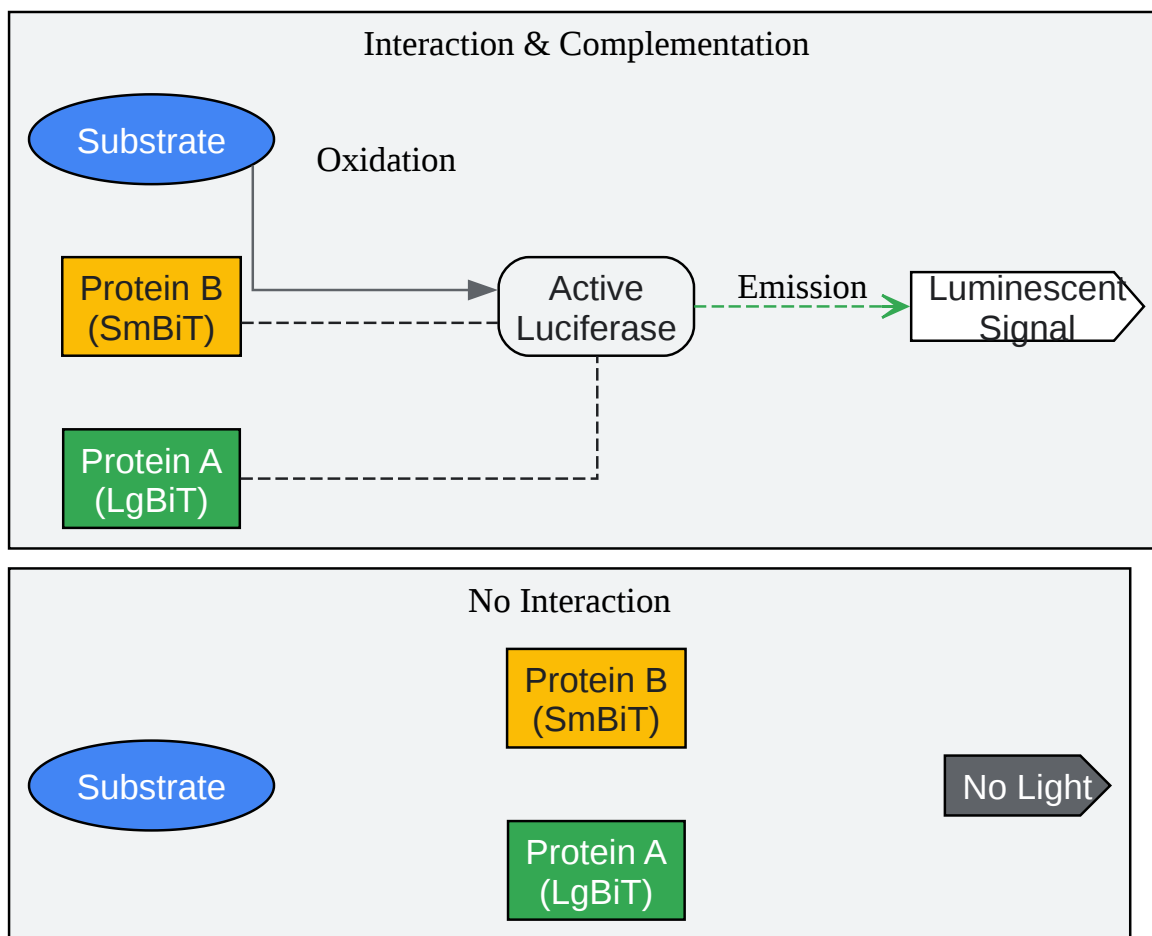 Interaction & Complementation
Substrate
Oxidation
Protein B
(SmBiT)
Active
Luciferase
Emission
Luminescent
Signal
Protein A
(LgBiT)
No Interaction
Protein B
(SmBiT)
Substrate
No Light
Protein A
(LgBiT)